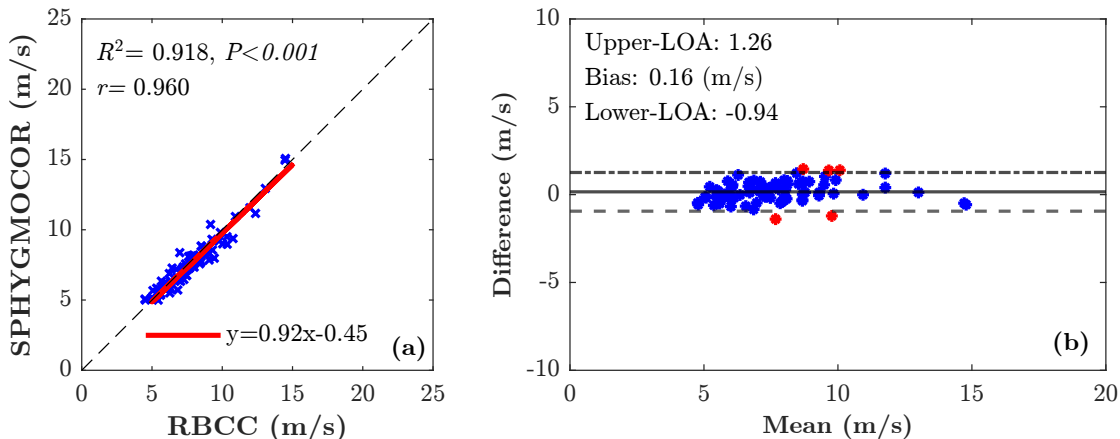 25
20
15
10
5
0
SPHYGMOCOR (m/s)
R²= 0.918, P<0.001
r= 0.960
y=0.92x-0.45
(a)
0 5 10 15 20 25
RBCC (m/s)
10
5
0
-5
-10
Difference (m/s)
Upper-LOA: 1.26
Bias: 0.16 (m/s)
Lower-LOA: -0.94
(b)
0 5 10 15 20
Mean (m/s)